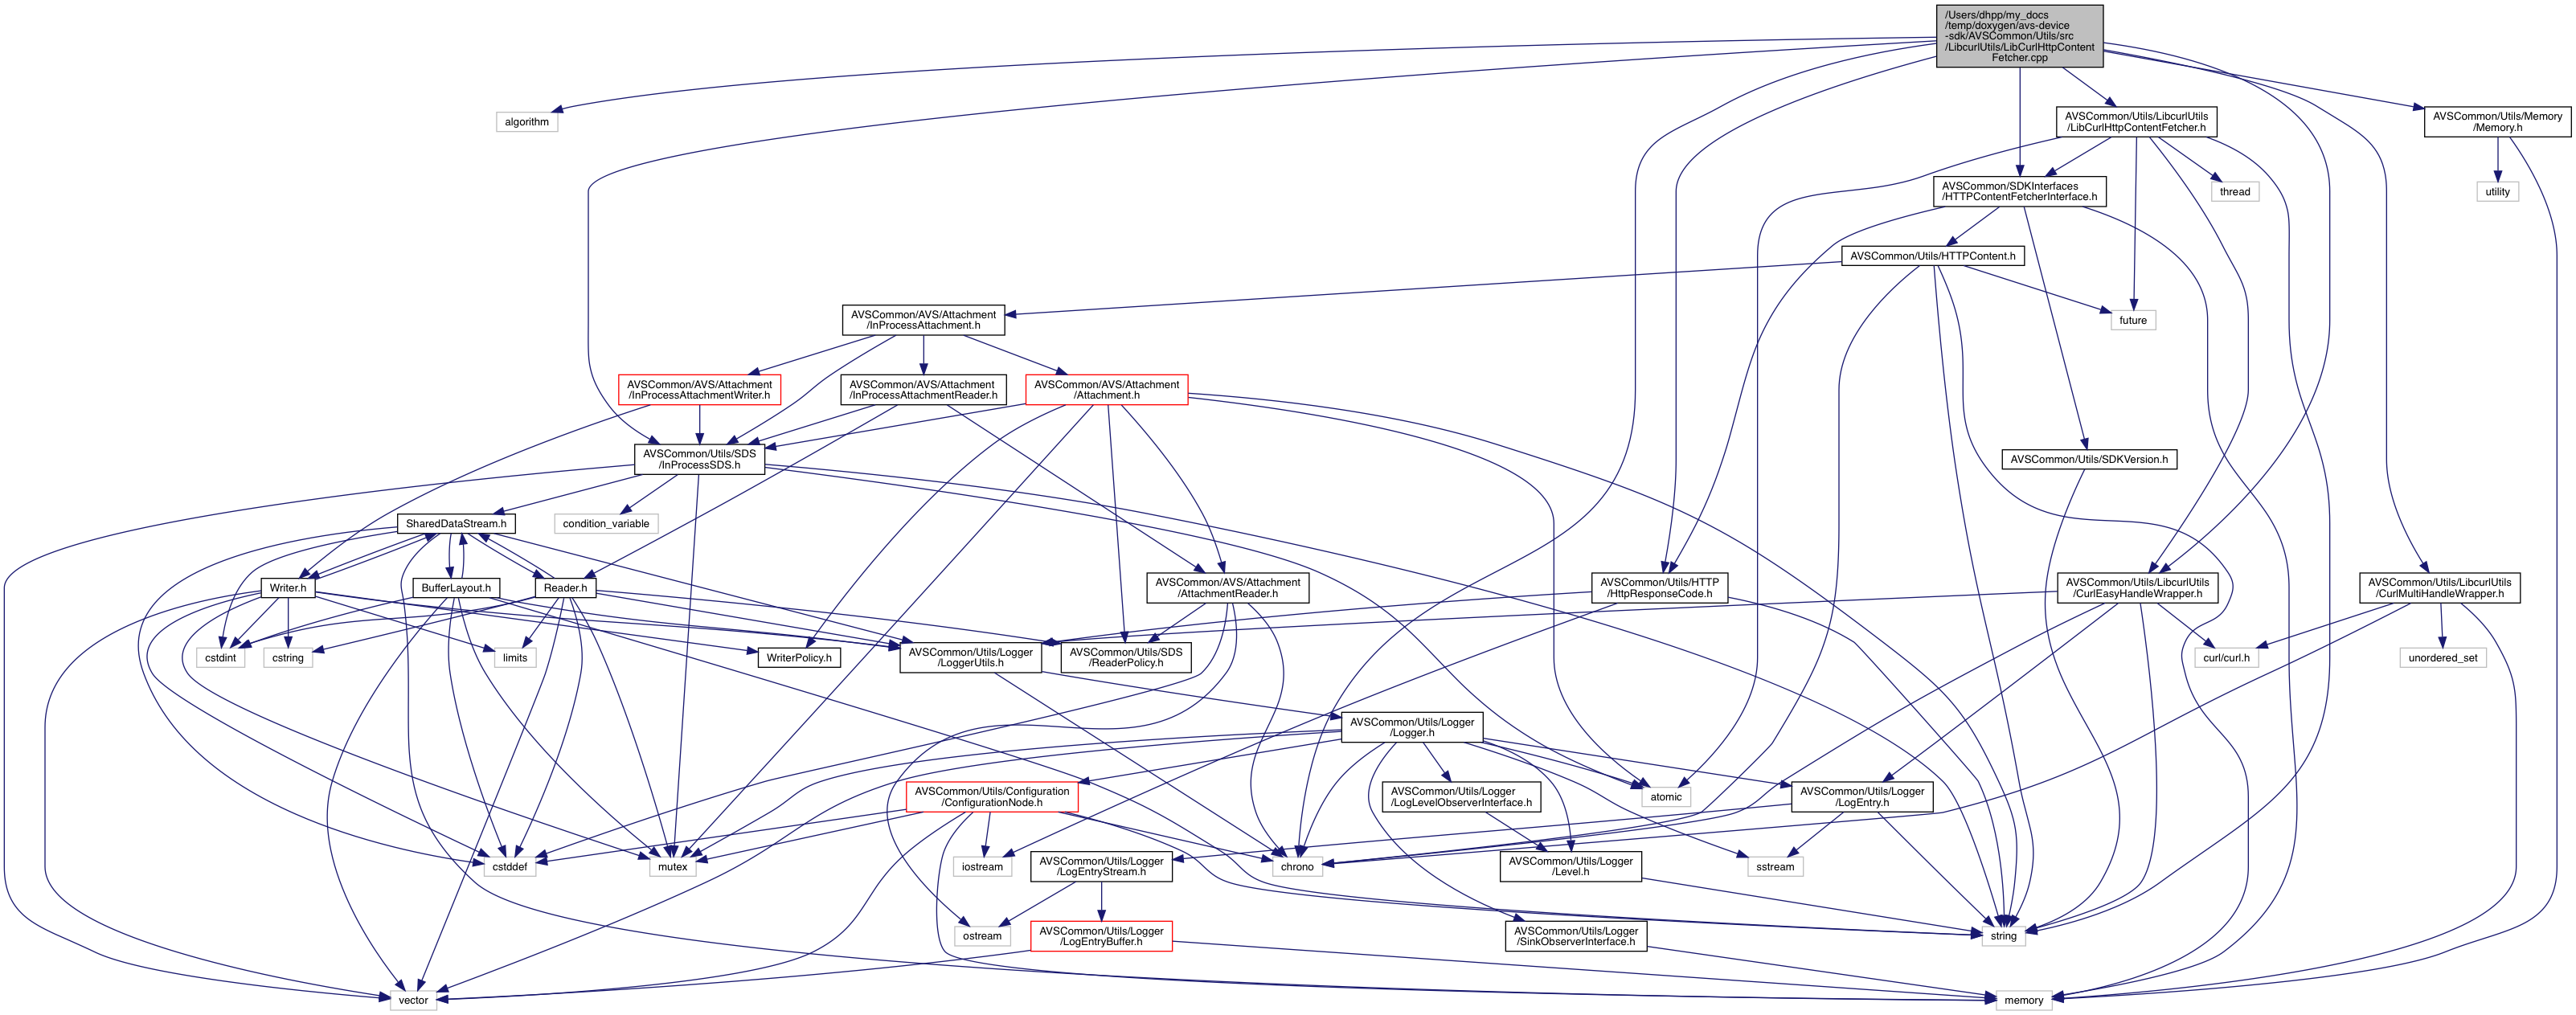 /Users/dhpp/my_docs
/temp/doxygen/avs-device
-sdk/AVSCommon/Utils/src
/LibcurlUtils/LibCurlHttpContent
Fetcher.cpp
algorithm
AVSCommon/Utils/LibcurlUtils
/LibCurlHttpContentFetcher.h
AVSCommon/Utils/Memory
/Memory.h
AVSCommon/SDKInterfaces
/HTTPContentFetcherInterface.h
thread
utility
AVSCommon/Utils/HTTPContent.h
AVSCommon/AVS/Attachment
/InProcessAttachment.h
future
AVSCommon/AVS/Attachment
/InProcessAttachmentWriter.h
AVSCommon/AVS/Attachment
/InProcessAttachmentReader.h
AVSCommon/AVS/Attachment
/Attachment.h
AVSCommon/Utils/SDS
/InProcessSDS.h
AVSCommon/Utils/SDKVersion.h
SharedDataStream.h
condition_variable
Writer.h
BufferLayout.h
Reader.h
AVSCommon/AVS/Attachment
/AttachmentReader.h
AVSCommon/Utils/HTTP
/HttpResponseCode.h
AVSCommon/Utils/LibcurlUtils
/CurlEasyHandleWrapper.h
AVSCommon/Utils/LibcurlUtils
/CurlMultiHandleWrapper.h
cstdint
cstring
limits
WriterPolicy.h
AVSCommon/Utils/Logger
/LoggerUtils.h
AVSCommon/Utils/SDS
/ReaderPolicy.h
curl/curl.h
unordered_set
AVSCommon/Utils/Logger
/Logger.h
AVSCommon/Utils/Configuration
/ConfigurationNode.h
AVSCommon/Utils/Logger
/LogLevelObserverInterface.h
atomic
AVSCommon/Utils/Logger
/LogEntry.h
cstddef
mutex
iostream
AVSCommon/Utils/Logger
/LogEntryStream.h
chrono
AVSCommon/Utils/Logger
/Level.h
sstream
ostream
AVSCommon/Utils/Logger
/LogEntryBuffer.h
AVSCommon/Utils/Logger
/SinkObserverInterface.h
string
vector
memory